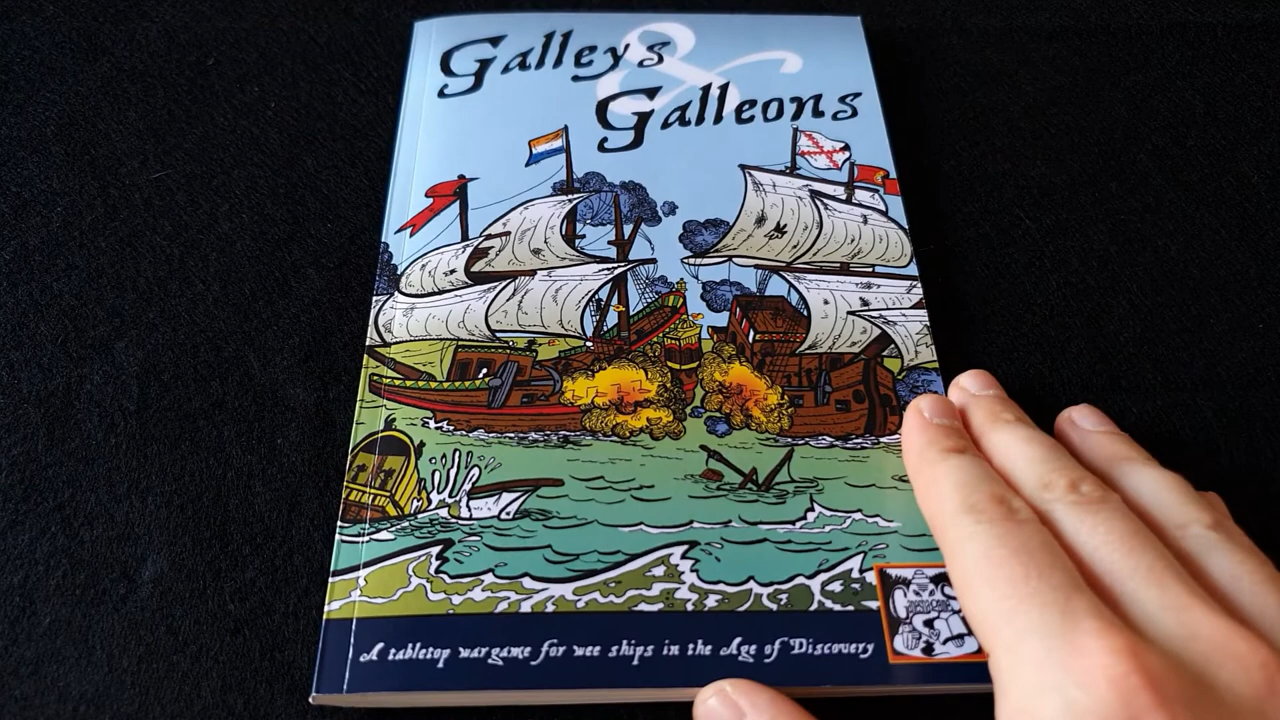 Galleys
&
Galleons
A tabletop wargame for wee ships in the Age of Discovery